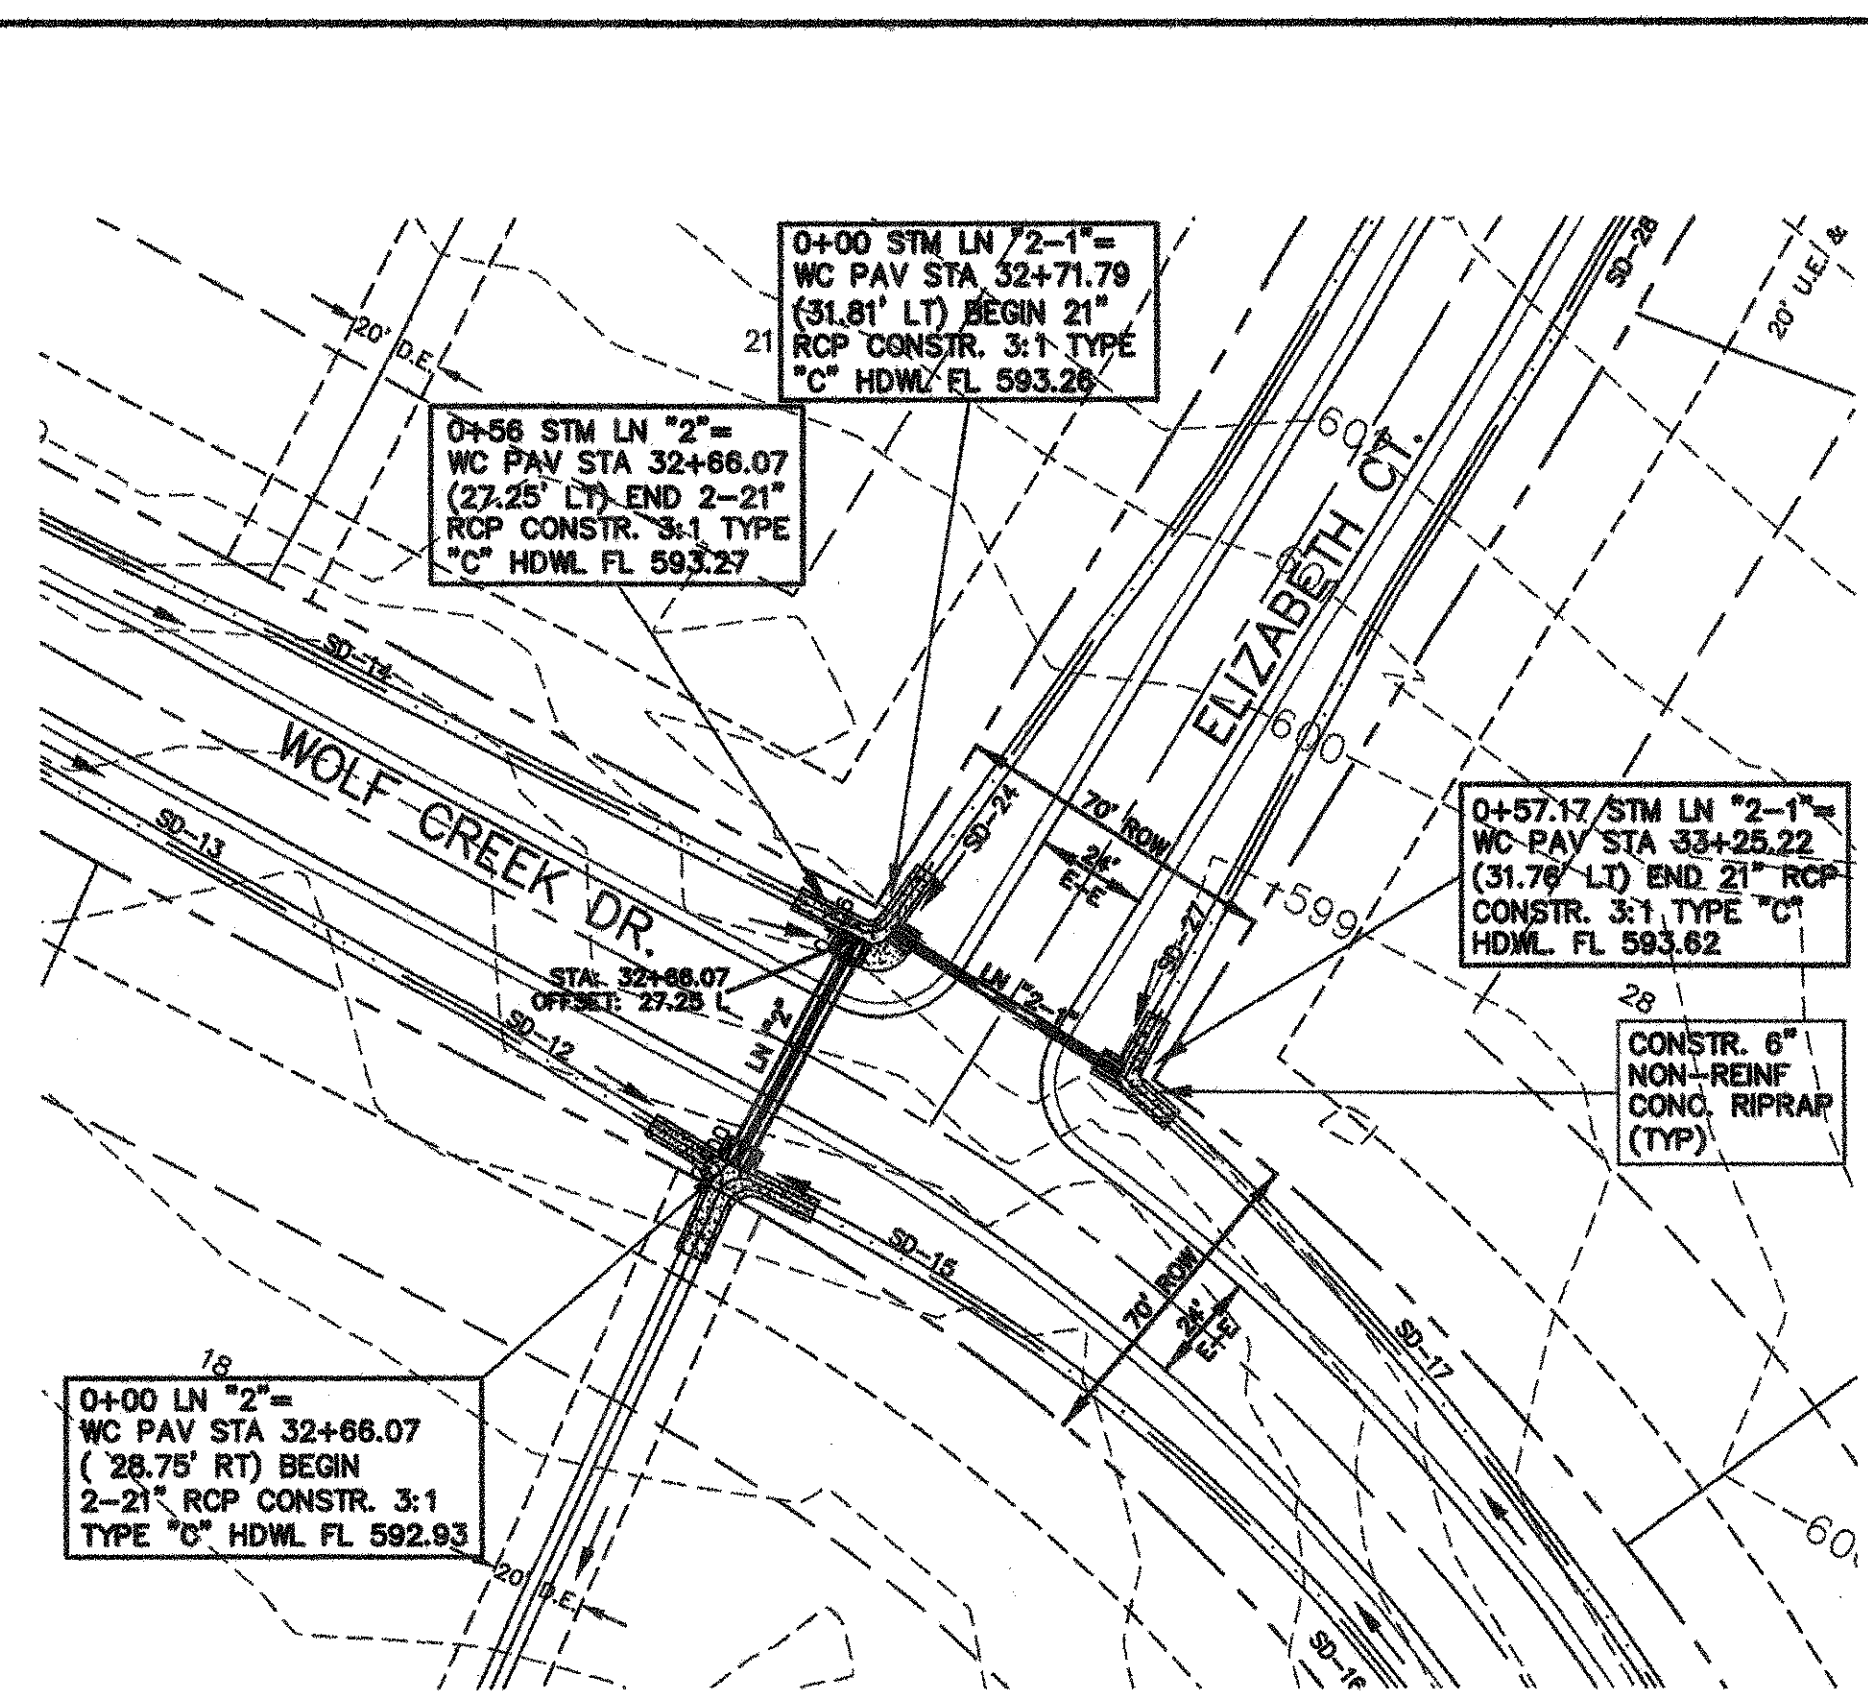 0+00 STM LN "2-1"=
WC PAV STA 32+71.79
(31.81' LT) BEGIN 21"
RCP CONSTR. 3:1 TYPE
"C" HDWL FL 593.26
21
20' D.E.
0+56 STM LN "2"=
WC PAV STA 32+66.07
(27.25' LT) END 2-21"
RCP CONSTR. 3:1 TYPE
"C" HDWL FL 593.27
SD-28
20' U.E. &
ELIZABETH CT.
600
SD-14
WOLF CREEK DR.
SD-13
SD-24
70' ROW
24'
E-E
SD-27
599
0+57.17 STM LN "2-1"=
WC PAV STA 33+25.22
(31.76' LT) END 21" RCP
CONSTR. 3:1 TYPE "C"
HDWL. FL 593.62
STA: 32+66.07
OFFSET: 27.25 L
LN "2"
LN "2-1"
SD-12
28
CONSTR. 6"
NON-REINF
CONC. RIPRAP
(TYP)
SD-15
70' ROW
24'
E-E
SD-17
18
0+00 LN "2"=
WC PAV STA 32+66.07
( 28.75' RT) BEGIN
2-21" RCP CONSTR. 3:1
TYPE "C" HDWL FL 592.93
20' D.E.
SD-16